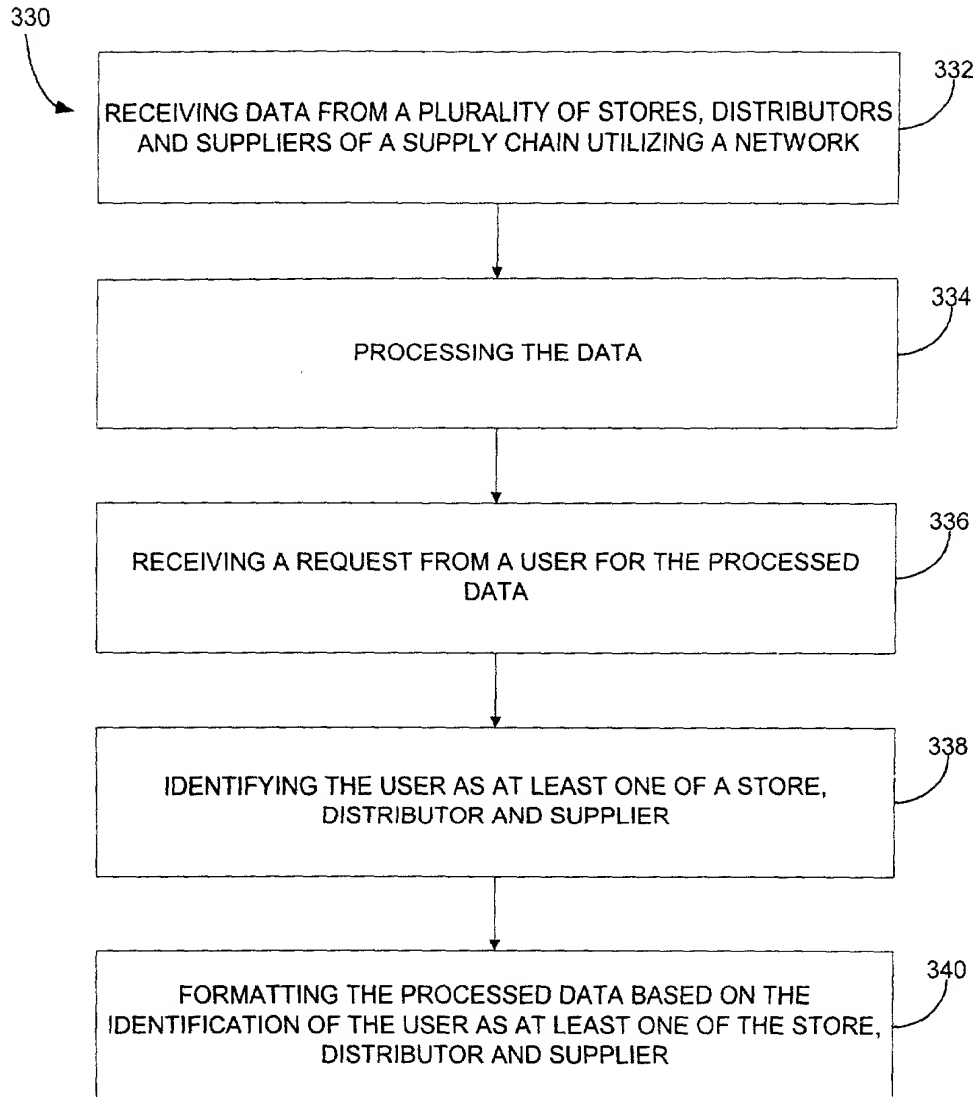 330
332
RECEIVING DATA FROM A PLURALITY OF STORES, DISTRIBUTORS
AND SUPPLIERS OF A SUPPLY CHAIN UTILIZING A NETWORK
334
PROCESSING THE DATA
336
RECEIVING A REQUEST FROM A USER FOR THE PROCESSED
DATA
338
IDENTIFYING THE USER AS AT LEAST ONE OF A STORE,
DISTRIBUTOR AND SUPPLIER
340
FORMATTING THE PROCESSED DATA BASED ON THE
IDENTIFICATION OF THE USER AS AT LEAST ONE OF THE STORE,
DISTRIBUTOR AND SUPPLIER